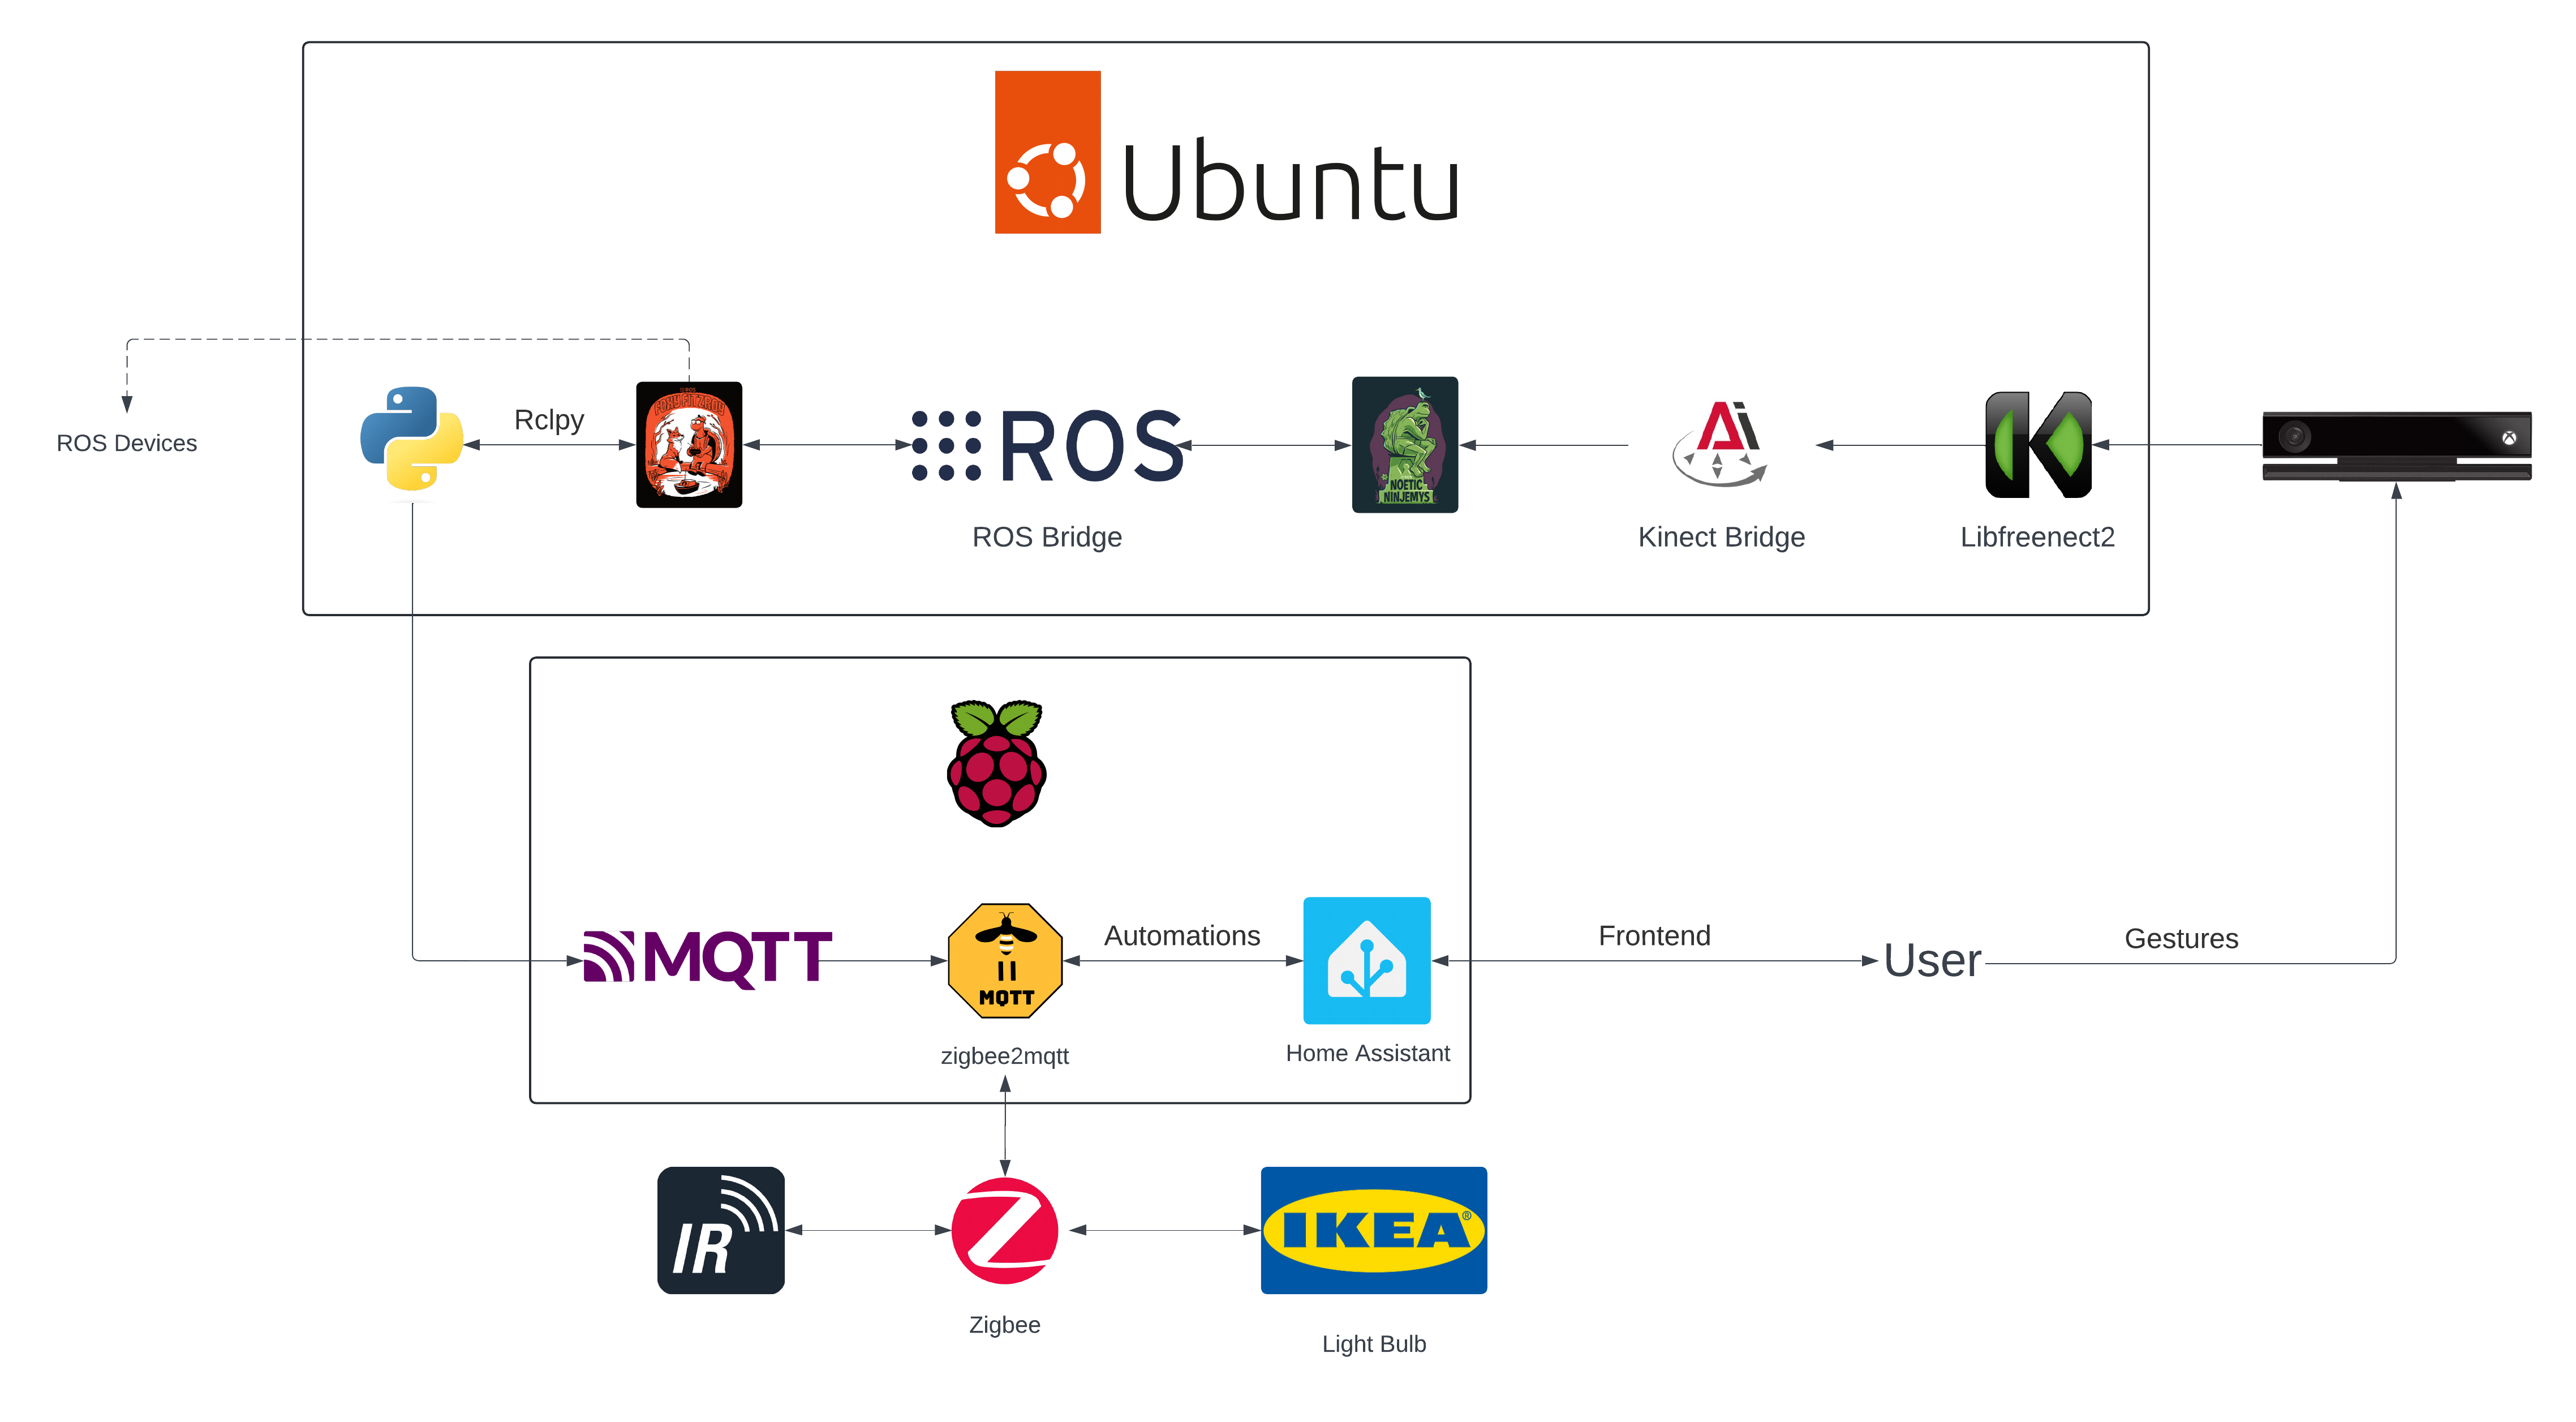 Ubuntu
ROS Devices
Rclpy
ROS
FOXY FITZROY
ROS
ROS Bridge
NOETIC
NINJEMYS
Ai
Kinect Bridge
Libfreenect2
MQTT
MQTT
zigbee2mqtt
Automations
Home Assistant
Frontend
User
Gestures
IR
Zigbee
IKEA®
Light Bulb